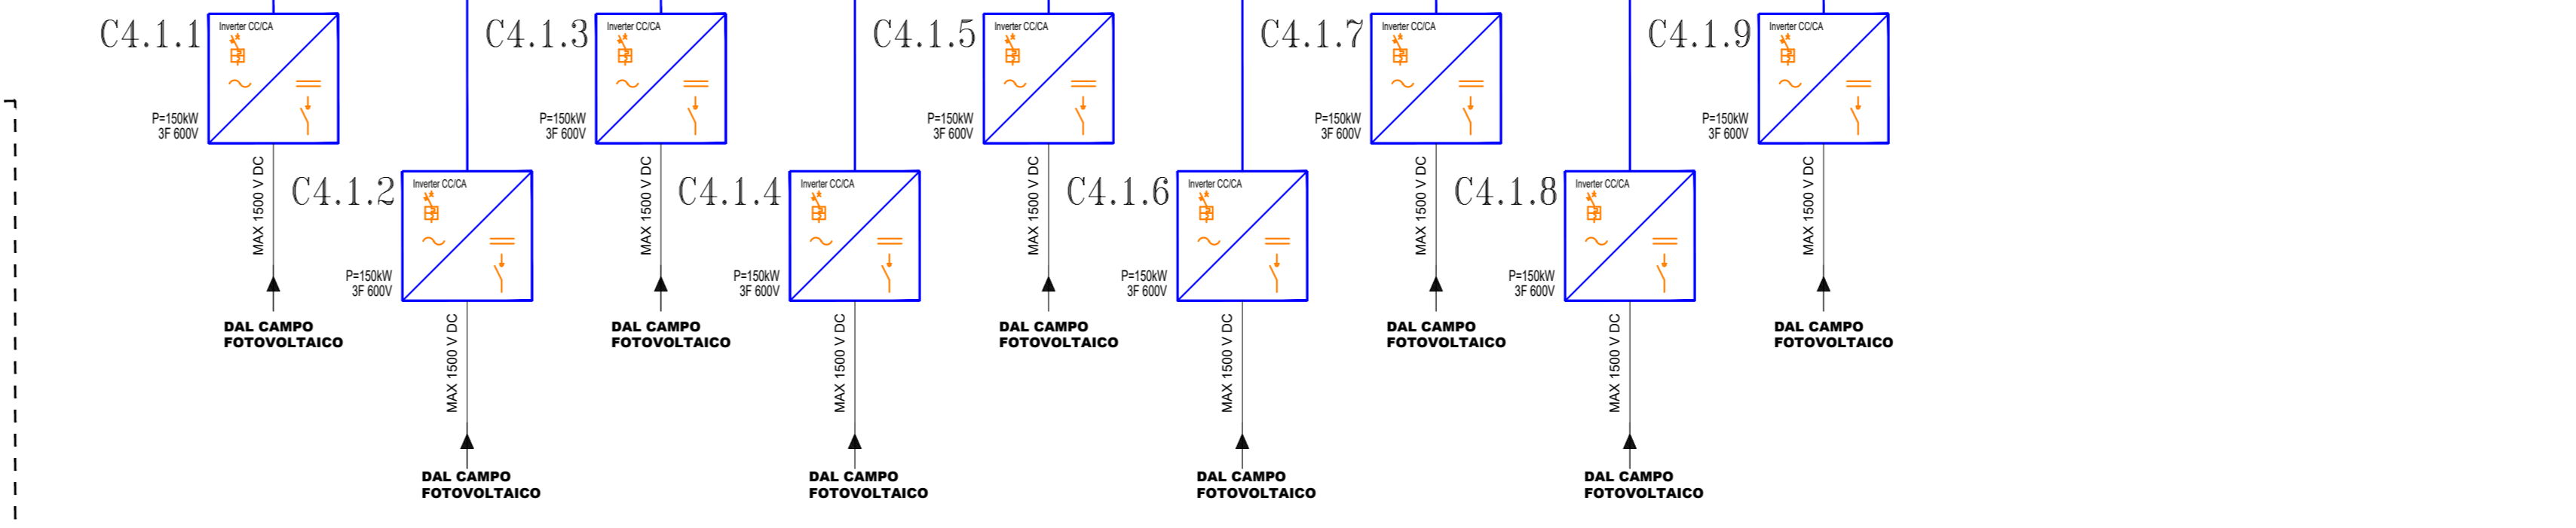 C4.1.1
Inverter CC/CA
P=150kW
3F 600V
MAX 1500 V DC
DAL CAMPO
FOTOVOLTAICO
C4.1.2
Inverter CC/CA
P=150kW
3F 600V
MAX 1500 V DC
DAL CAMPO
FOTOVOLTAICO
C4.1.3
Inverter CC/CA
P=150kW
3F 600V
MAX 1500 V DC
DAL CAMPO
FOTOVOLTAICO
C4.1.4
Inverter CC/CA
P=150kW
3F 600V
MAX 1500 V DC
DAL CAMPO
FOTOVOLTAICO
C4.1.5
Inverter CC/CA
P=150kW
3F 600V
MAX 1500 V DC
DAL CAMPO
FOTOVOLTAICO
C4.1.6
Inverter CC/CA
P=150kW
3F 600V
MAX 1500 V DC
DAL CAMPO
FOTOVOLTAICO
C4.1.7
Inverter CC/CA
P=150kW
3F 600V
MAX 1500 V DC
DAL CAMPO
FOTOVOLTAICO
C4.1.8
Inverter CC/CA
P=150kW
3F 600V
MAX 1500 V DC
DAL CAMPO
FOTOVOLTAICO
C4.1.9
Inverter CC/CA
P=150kW
3F 600V
MAX 1500 V DC
DAL CAMPO
FOTOVOLTAICO